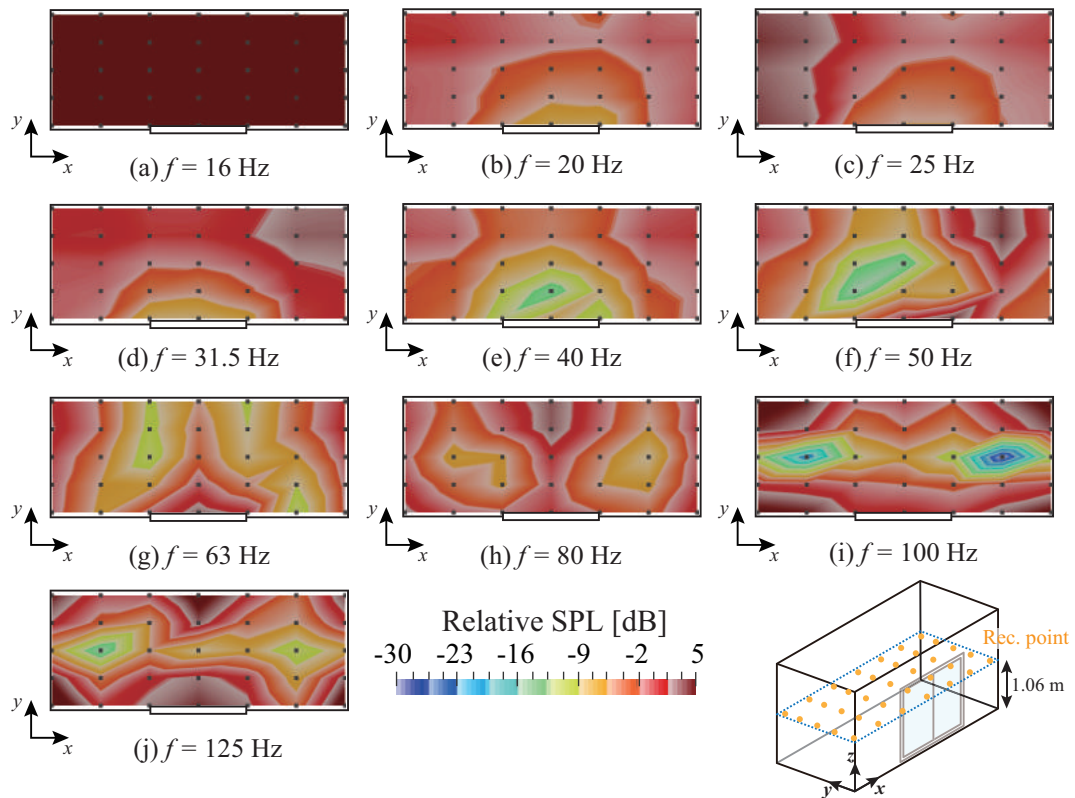 y
x
(a) f = 16 Hz
y
x
(b) f = 20 Hz
y
x
(c) f = 25 Hz
y
x
(d) f = 31.5 Hz
y
x
(e) f = 40 Hz
y
x
(f) f = 50 Hz
y
x
(g) f = 63 Hz
y
x
(h) f = 80 Hz
y
x
(i) f = 100 Hz
y
x
(j) f = 125 Hz
Relative SPL [dB]
-30 -23 -16 -9 -2 5
Rec. point
1.06 m
z
y
x